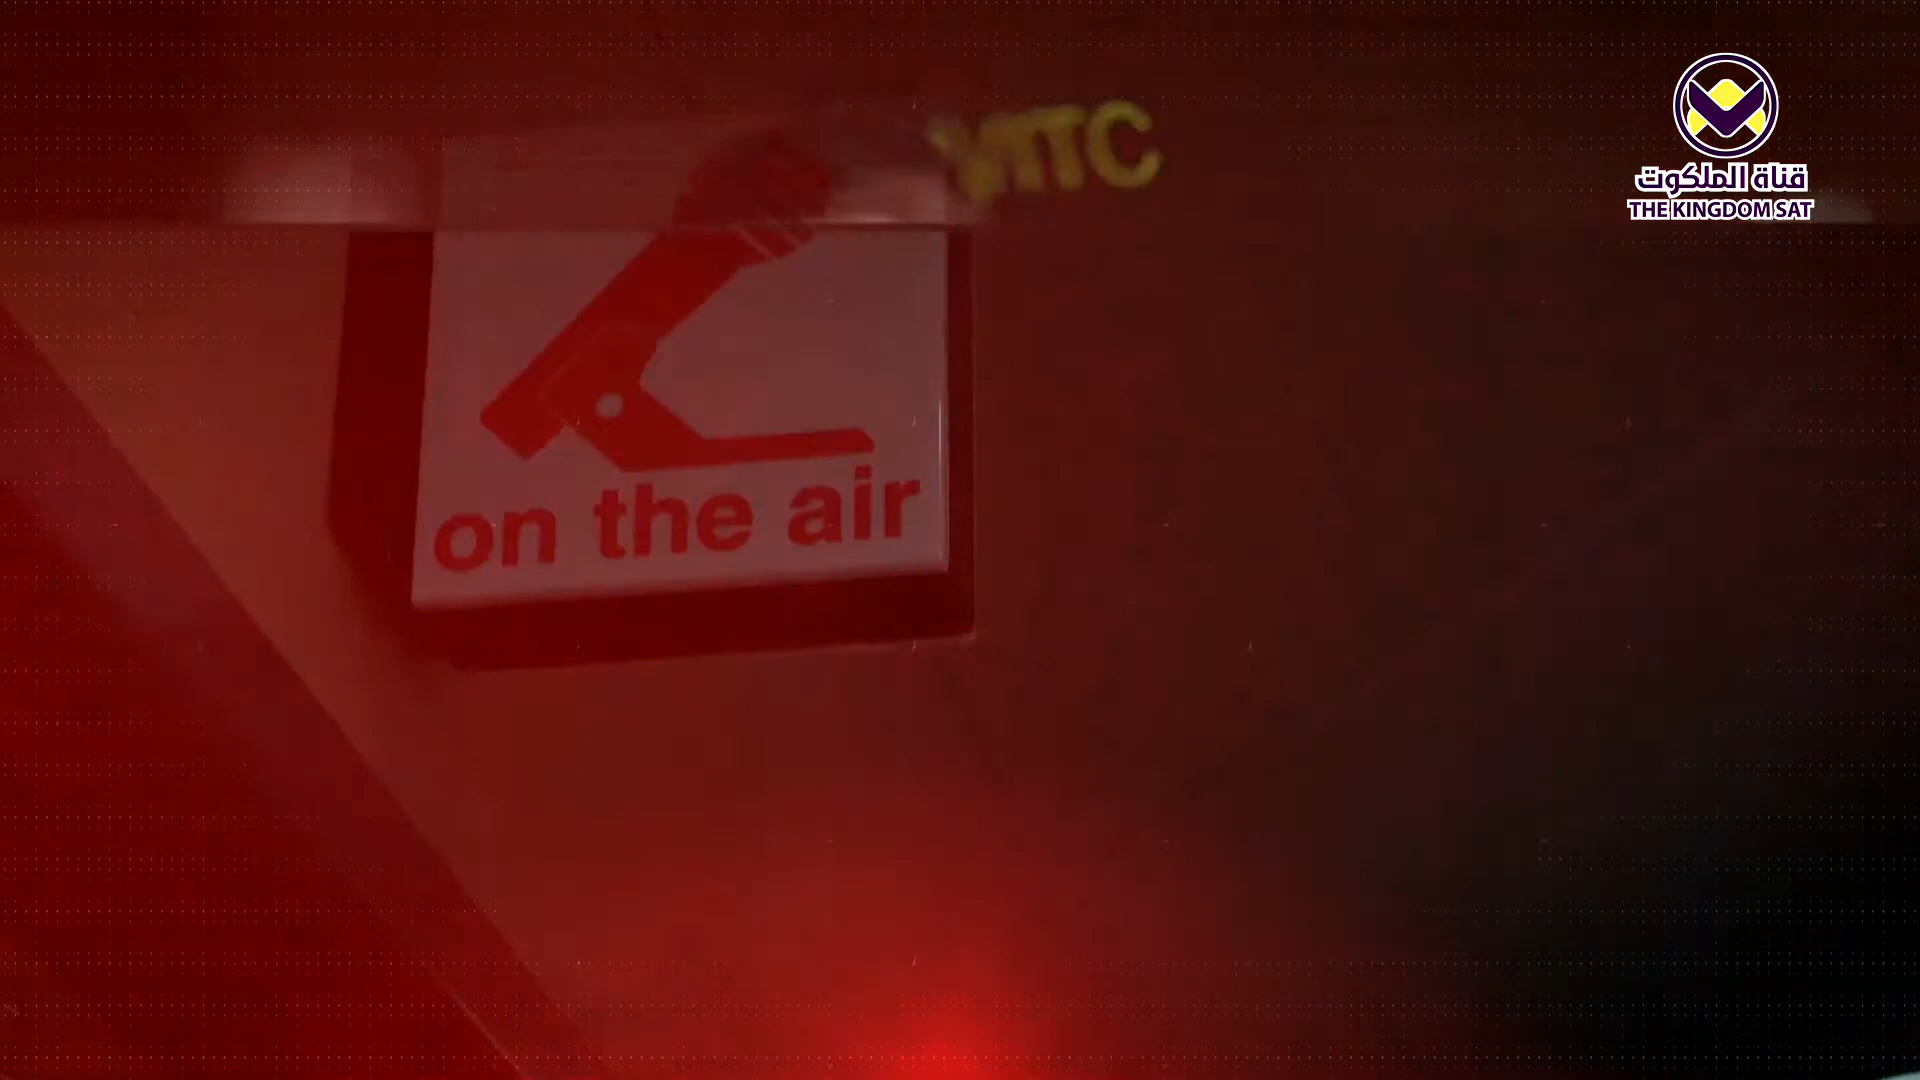 قناة الملكوت
THE KINGDOM SAT
on the air